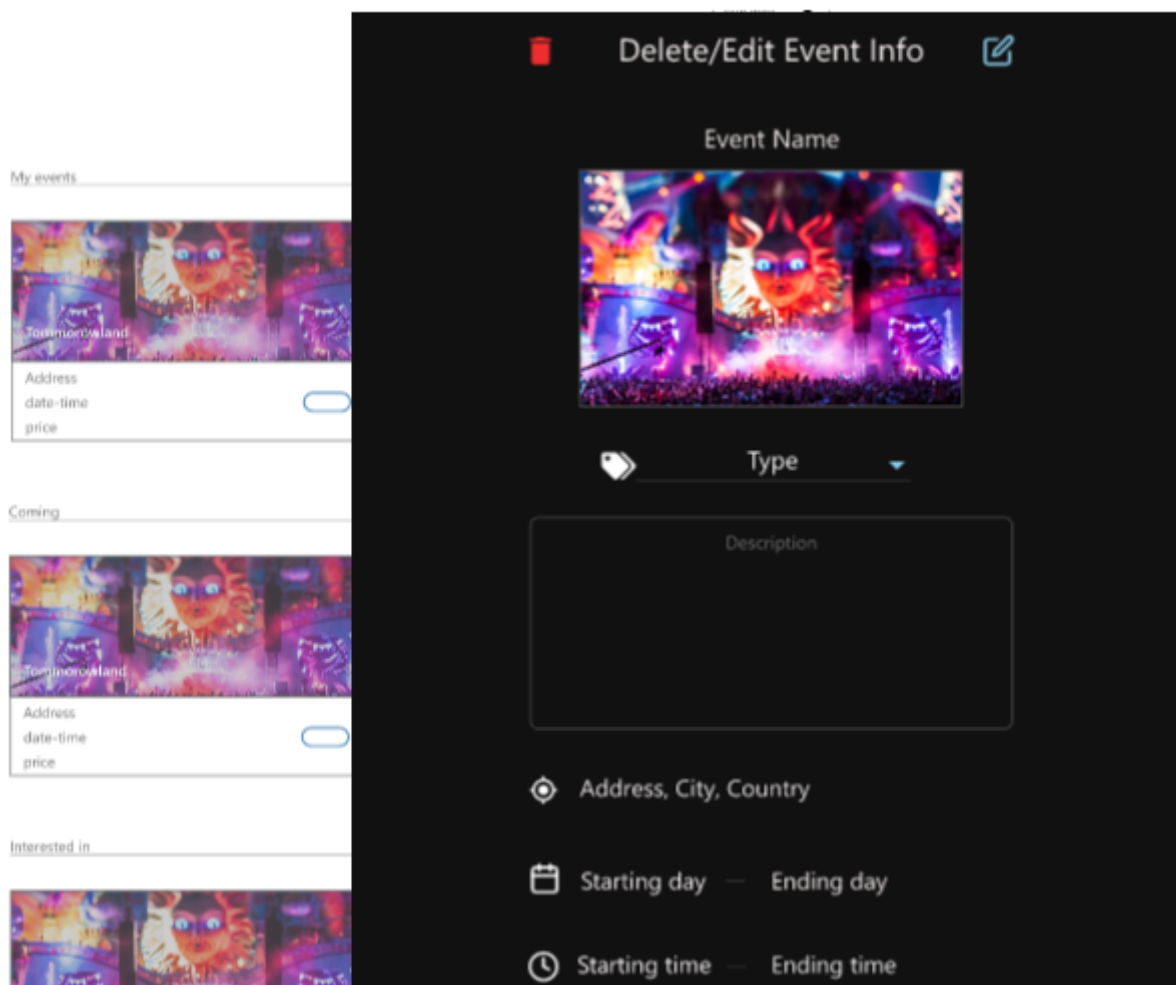 My events
Tommorowland
Address
date-time
price
Coming
Tommorowland
Address
date-time
price
Interested in
Delete/Edit Event Info
Event Name
Type
Description
Address, City, Country
Starting day — Ending day
Starting time — Ending time